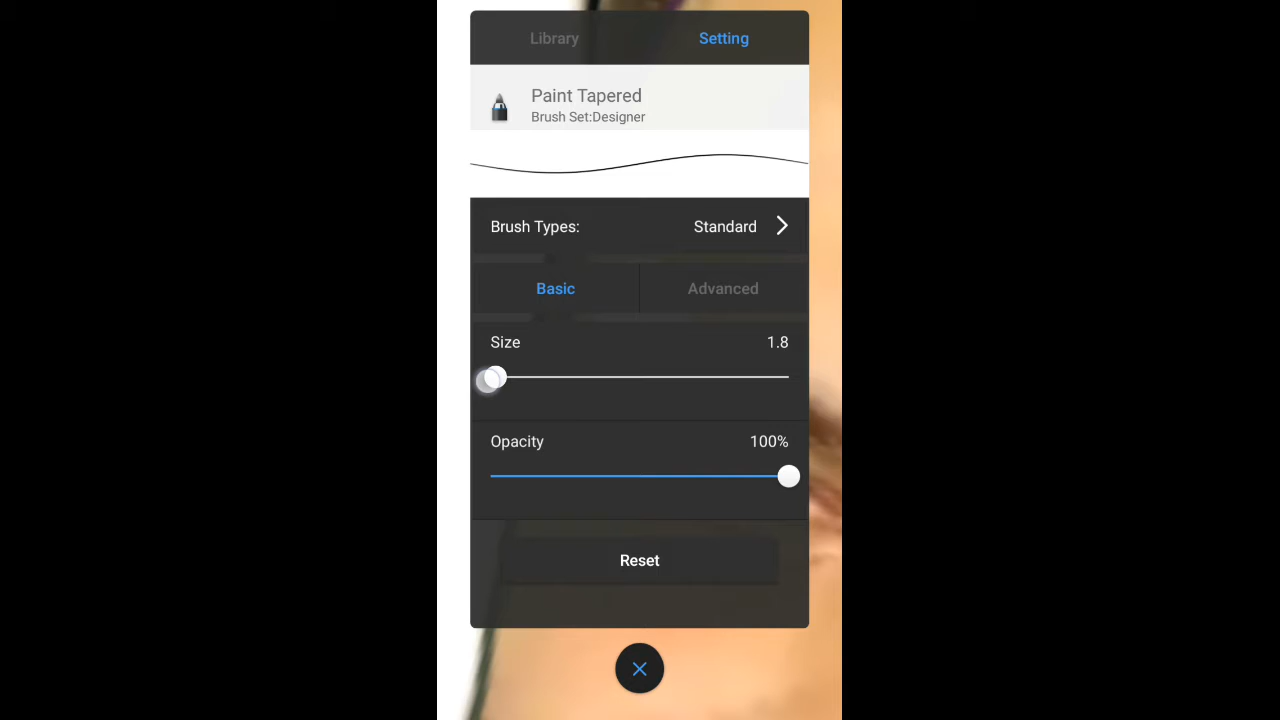 Library Setting
Paint Tapered
Brush Set:Designer
Brush Types: Standard
Basic Advanced
Size 1.8
Opacity 100%
Reset